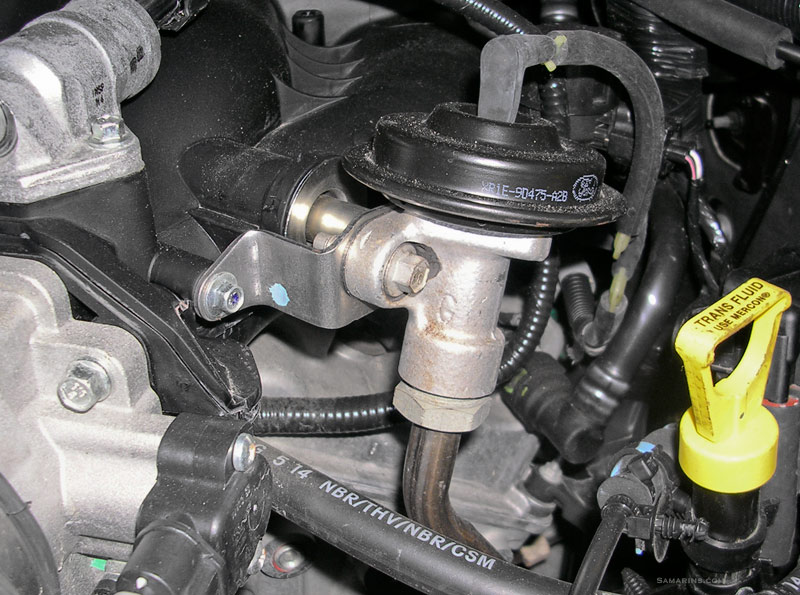 XR1E-9D475-A2B
TRANS FLUID
USE MERCON®
G
5 14 NBR/THV/NBR/CSM
SAMARINS.COM